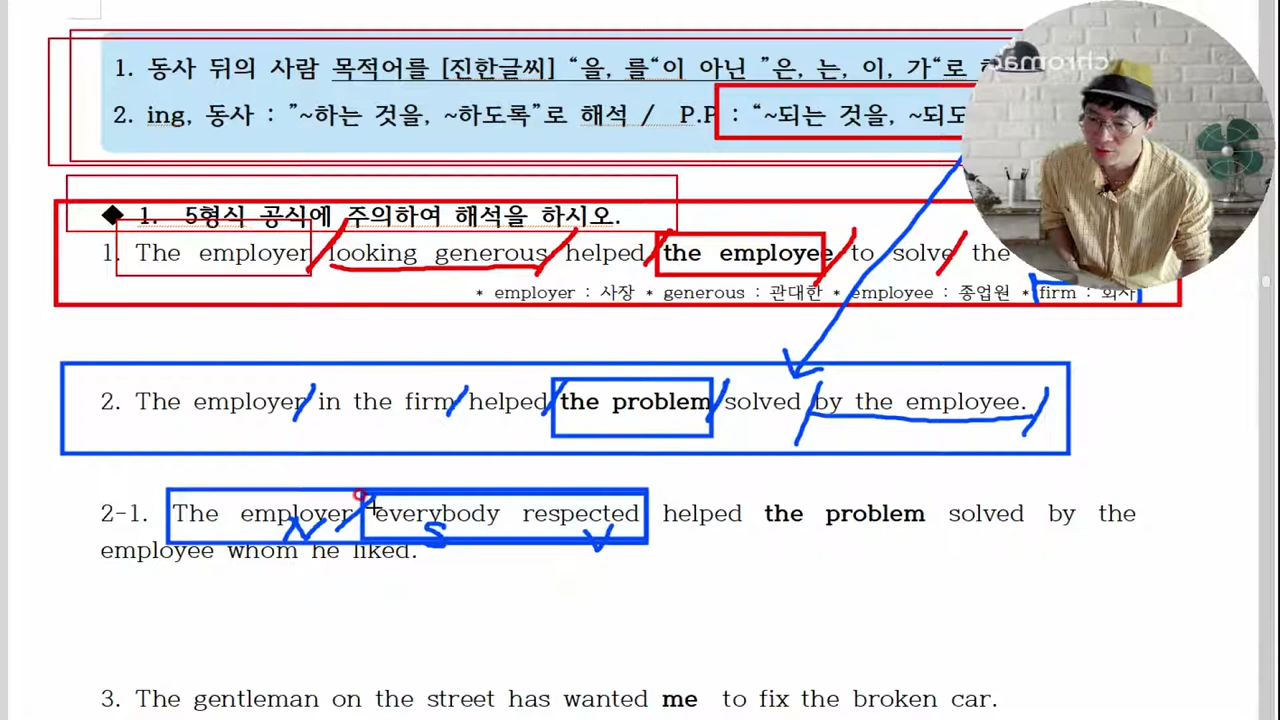 1. 동사 뒤의 사람 목적어를 [진한글씨] “을, 를“이 아닌 ”은, 는, 이, 가“로
chromac
2. ing, 동사 : ”~하는 것을, ~하도록”로 해석 / P.P : “~되는 것을, ~되도
◆ 1. 5형식 공식에 주의하여 해석을 하시오.
1. The employer looking generous helped the employee to solve the
* employer : 사장 * generous : 관대한 * employee : 종업원 * firm : 회사
2. The employer in the firm helped the problem solved by the employee.
2-1. The employer everybody respected helped the problem solved by the
N S V
employee whom he liked.
3. The gentleman on the street has wanted me to fix the broken car.